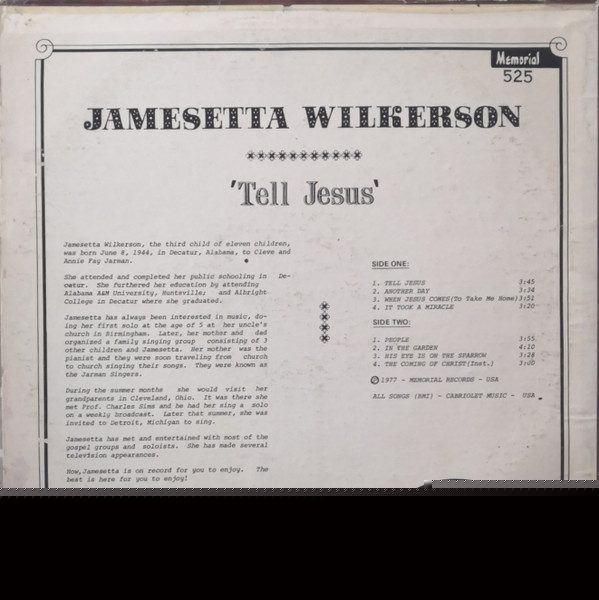 Memorial
525
JAMESETTA WILKERSON
'Tell Jesus'
Jamesetta Wilkerson, the third child of eleven children,
was born June 8, 1944, in Decatur, Alabama, to Cleve and
Annie Fay Jarman.
She attended and completed her public schooling in De-
catur. She furthered her education by attending
Alabama A&M University, Huntsville; and Albright
College in Decatur where she graduated.
Jamesetta has always been interested in music, do-
ing her first solo at the age of 5 at her uncle's
church in Birmingham. Later, her mother and dad
organized a family singing group consisting of 3
other children and Jamesetta. Her mother was the
pianist and they were soon traveling from church
to church singing their songs. They were known as
the Jarman Singers.
During the summer months she would visit her
grandparents in Cleveland, Ohio. It was there she
met Prof. Charles Sims and he had her sing a solo
on a weekly broadcast. Later that summer, she was
invited to Detroit, Michigan to sing.
Jamesetta has met and entertained with most of the
gospel groups and soloists. She has made several
television appearances.
Now, Jamesetta is on record for you to enjoy. The
best is here for you to enjoy!
SIDE ONE:
1. TELL JESUS 3:45
2. ANOTHER DAY 3:34
3. WHEN JESUS COMES(To Take Me Home) 3:51
4. IT TOOK A MIRACLE 3:20
SIDE TWO:
1. PEOPLE 3:55
2. IN THE GARDEN 4:10
3. HIS EYE IS ON THE SPARROW 3:28
4. THE COMING OF CHRIST(Inst.) 3:00
Ⓟ 1977 - MEMORIAL RECORDS - USA
ALL SONGS (BMI) - CABRIOLET MUSIC - USA